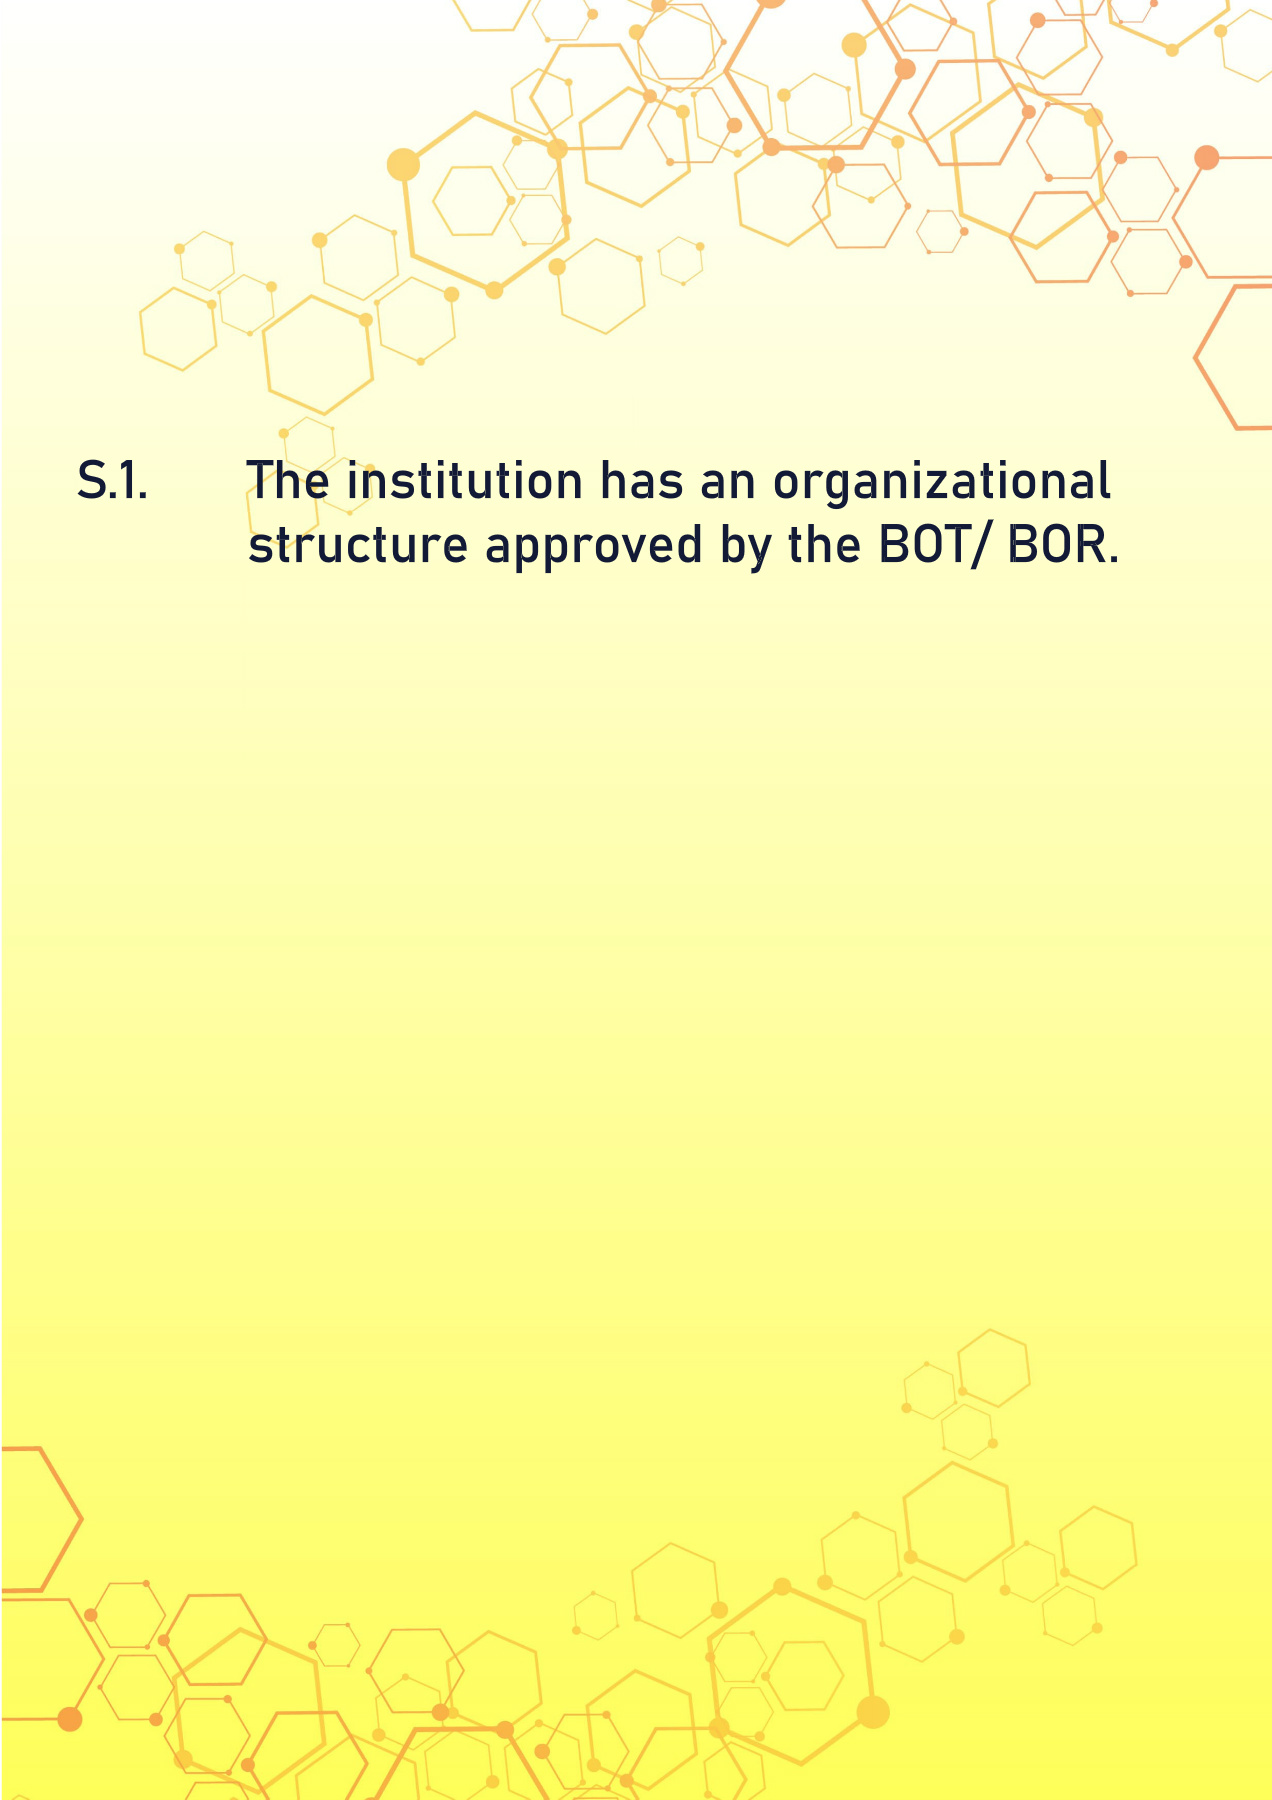 S.1. The institution has an organizational
structure approved by the BOT/ BOR.